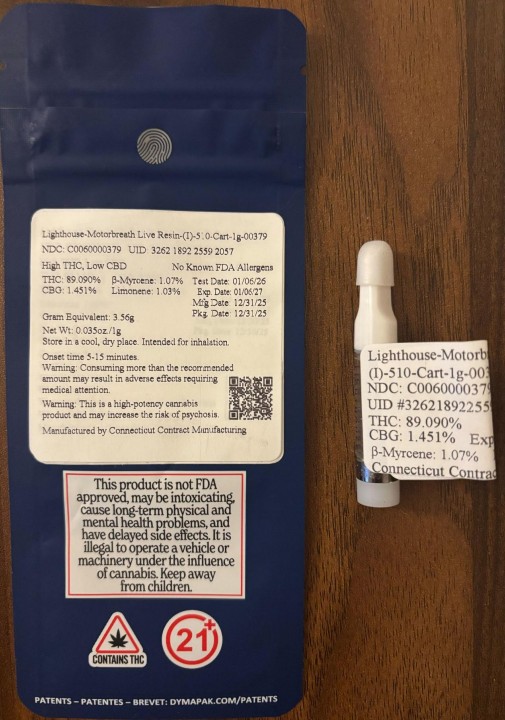 Lighthouse-Motorbreath Live Resin-(I)-510-Cart-1g-00379
NDC: C0060000379 UID: 3262 1892 2559 2057
High THC, Low CBD No Known FDA Allergens
THC: 89.090% β-Myrcene: 1.07% Test Date: 01/06/26
CBG: 1.451% Limonene: 1.03% Exp. Date: 01/06/27
Mfg Date: 12/31/25
Gram Equivalent: 3.56g Pkg. Date: 12/31/25
Net Wt: 0.035oz./1g
Store in a cool, dry place. Intended for inhalation.
Onset time 5-15 minutes.
Warning: Consuming more than the recommended
amount may result in adverse effects requiring
medical attention.
Warning: This is a high-potency cannabis
product and may increase the risk of psychosis.
Manufactured by Connecticut Contract Manufacturing
This product is not FDA
approved, may be intoxicating,
cause long-term physical and
mental health problems, and
have delayed side effects. It is
illegal to operate a vehicle or
machinery under the influence
of cannabis. Keep away
from children.
CONTAINS THC
21+
PATENTS – PATENTES – BREVET: DYMAPAK.COM/PATENTS
Lighthouse-Motorb
(I)-510-Cart-1g-003
NDC: C006000037
UID #32621892255
THC: 89.090%
CBG: 1.451% Exp
β-Myrcene: 1.07%
Connecticut Contrac